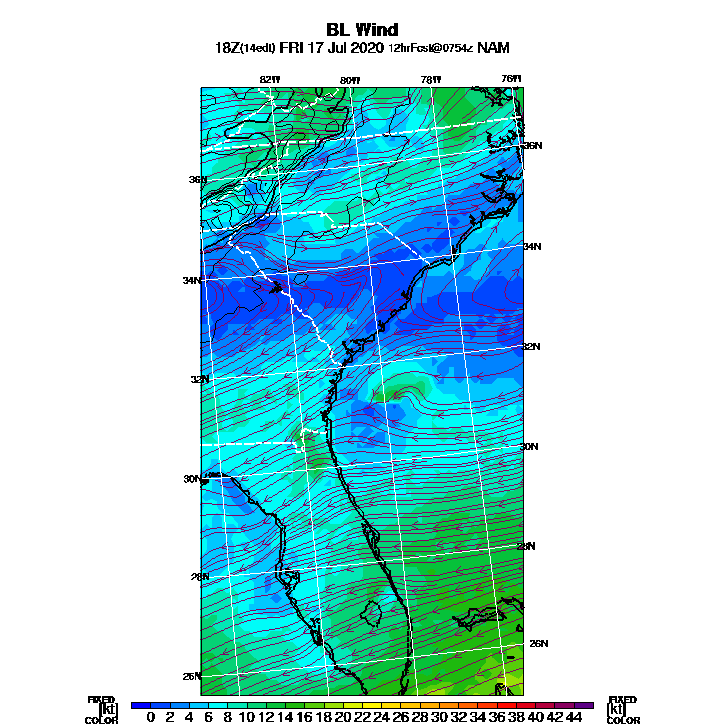 BL Wind
18Z(14edt) FRI 17 Jul 2020 12hrFcst@0754z NAM
82W 80W 78W 76W
36N
36N
34N
34N
32N
32N
30N
30N
28N
28N
26N
26N
FIXED FIXED
[kt] 0 2 4 6 8 10 12 14 16 18 20 22 24 26 28 30 32 34 36 38 40 42 44 [kt]
COLOR COLOR